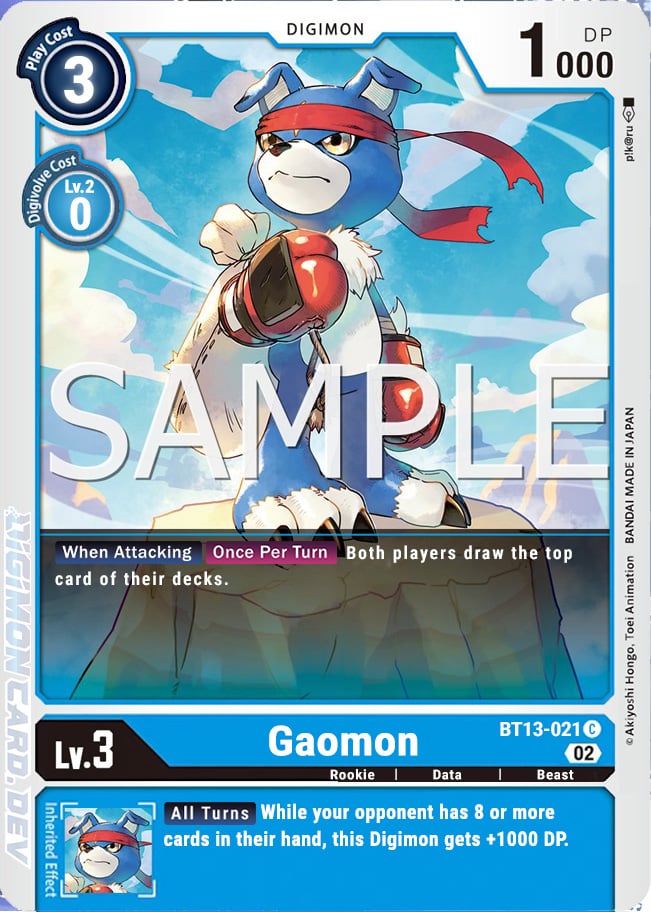 DIGIMON
Play Cost
3
1000
DP
Digivolve Cost
Lv.2
0
plk@ru
SAMPLE
When Attacking Once Per Turn Both players draw the top
card of their decks.
© Akiyoshi Hongo, Toei Animation BANDAI MADE IN JAPAN
DIGIMONCARD.DEV
Lv.3
Gaomon
BT13-021 C
02
Rookie | Data | Beast
Inherited Effect
All Turns While your opponent has 8 or more
cards in their hand, this Digimon gets +1000 DP.